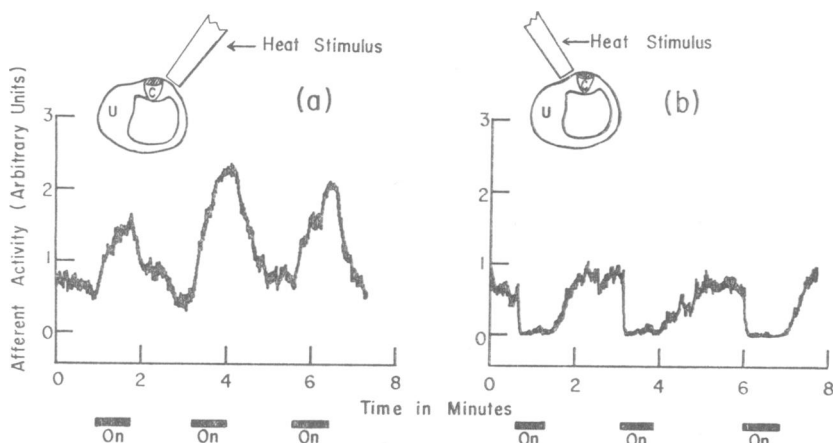 Heat Stimulus
(a)
U
C
Afferent Activity (Arbitrary Units)
3
2
1
0
0 2 4 6 8
On On On
Heat Stimulus
(b)
U
C
3
2
1
0
0 2 4 6 8
On On On
Time in Minutes